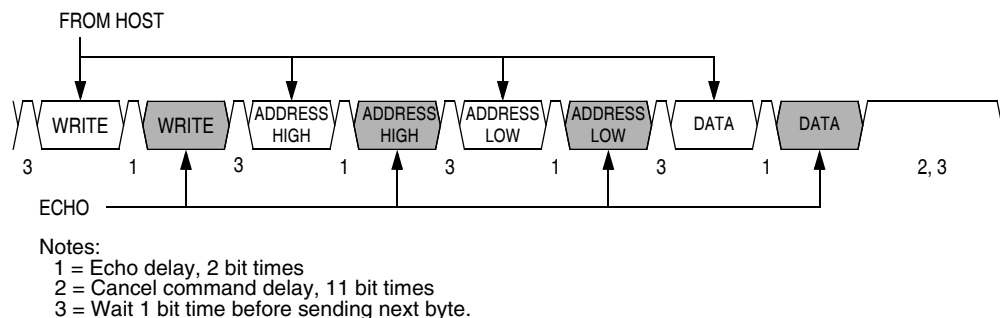 FROM HOST
WRITE WRITE ADDRESS HIGH ADDRESS HIGH ADDRESS LOW ADDRESS LOW DATA DATA
3 1 3 1 3 1 3 1 2, 3
ECHO
Notes:
1 = Echo delay, 2 bit times
2 = Cancel command delay, 11 bit times
3 = Wait 1 bit time before sending next byte.